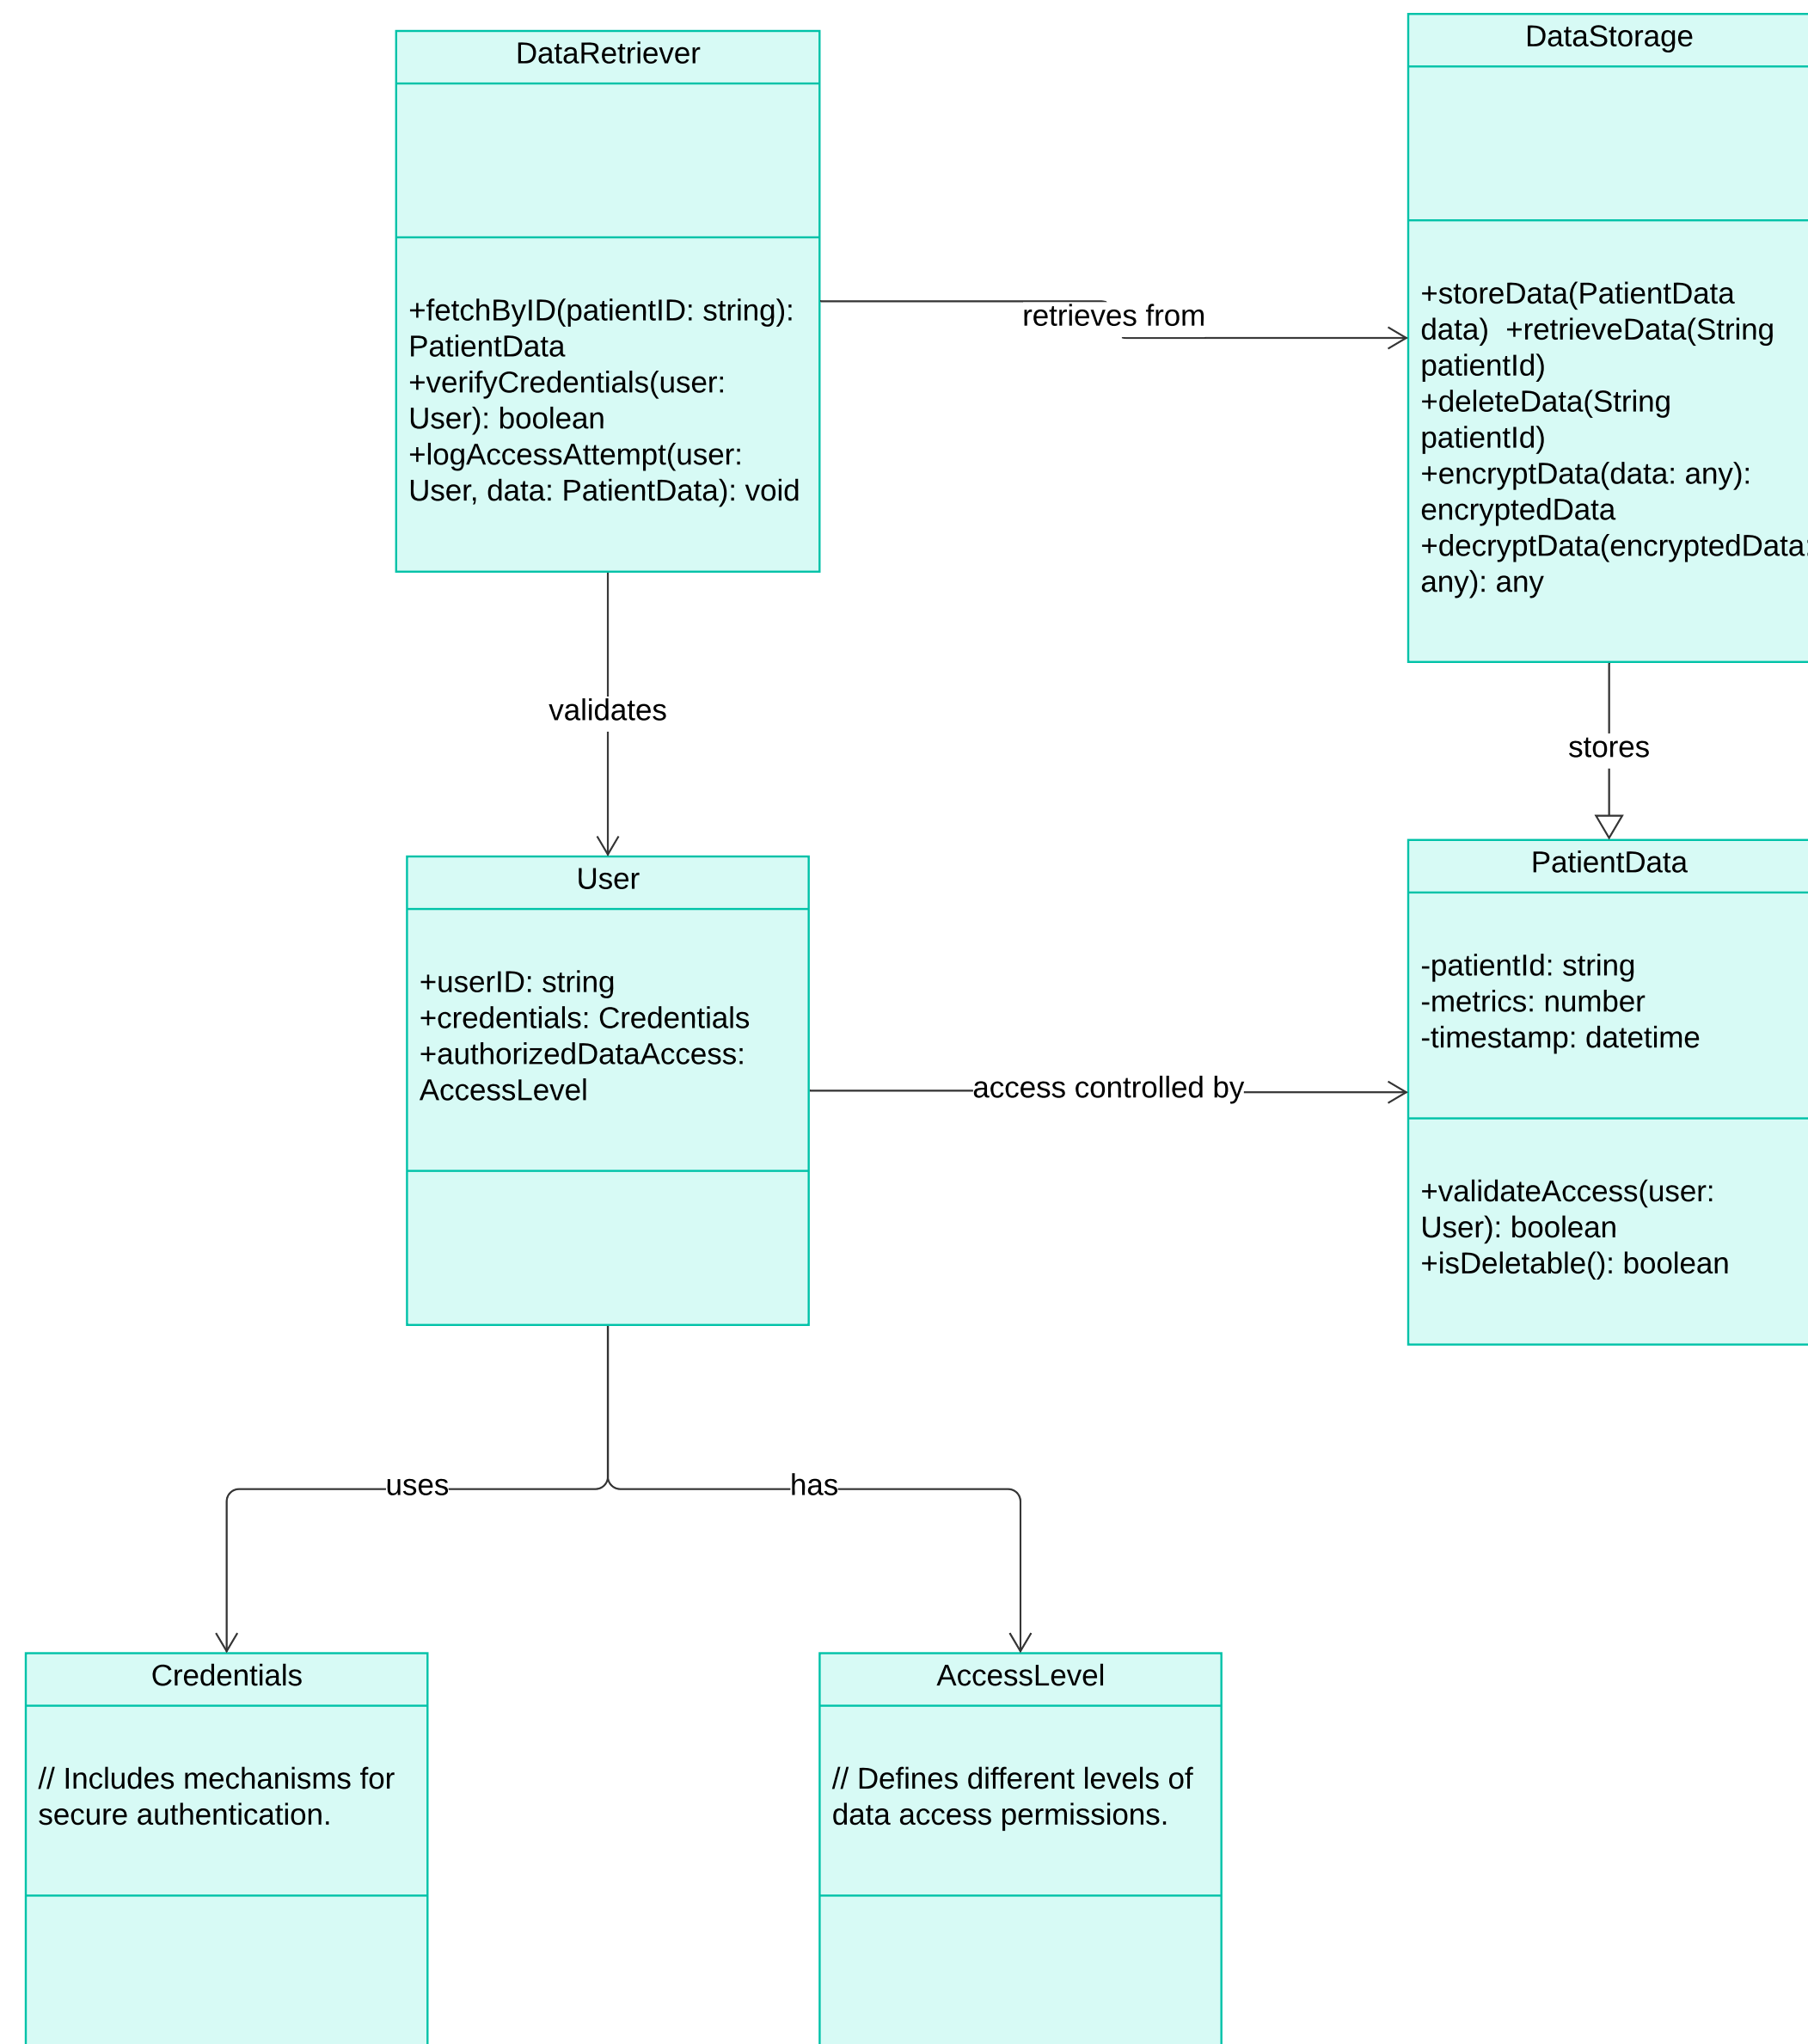 DataRetriever
+fetchByID(patientID: string):
PatientData
+verifyCredentials(user:
User): boolean
+logAccessAttempt(user:
User, data: PatientData): void
retrieves from
DataStorage
+storeData(PatientData
data)  +retrieveData(String
patientId)
+deleteData(String
patientId)
+encryptData(data: any):
encryptedData
+decryptData(encryptedData:
any): any
validates
stores
User
+userID: string
+credentials: Credentials
+authorizedDataAccess:
AccessLevel
access controlled by
PatientData
-patientId: string
-metrics: number
-timestamp: datetime
+validateAccess(user:
User): boolean
+isDeletable(): boolean
uses
has
Credentials
// Includes mechanisms for
secure authentication.
AccessLevel
// Defines different levels of
data access permissions.